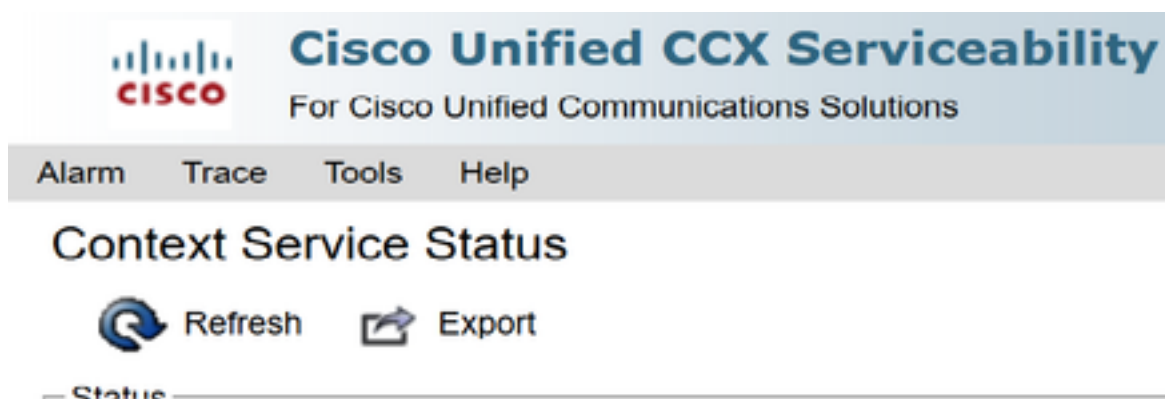 Cisco Unified CCX Serviceability
CISCO
For Cisco Unified Communications Solutions
Alarm Trace Tools Help
Context Service Status
Refresh Export
Status